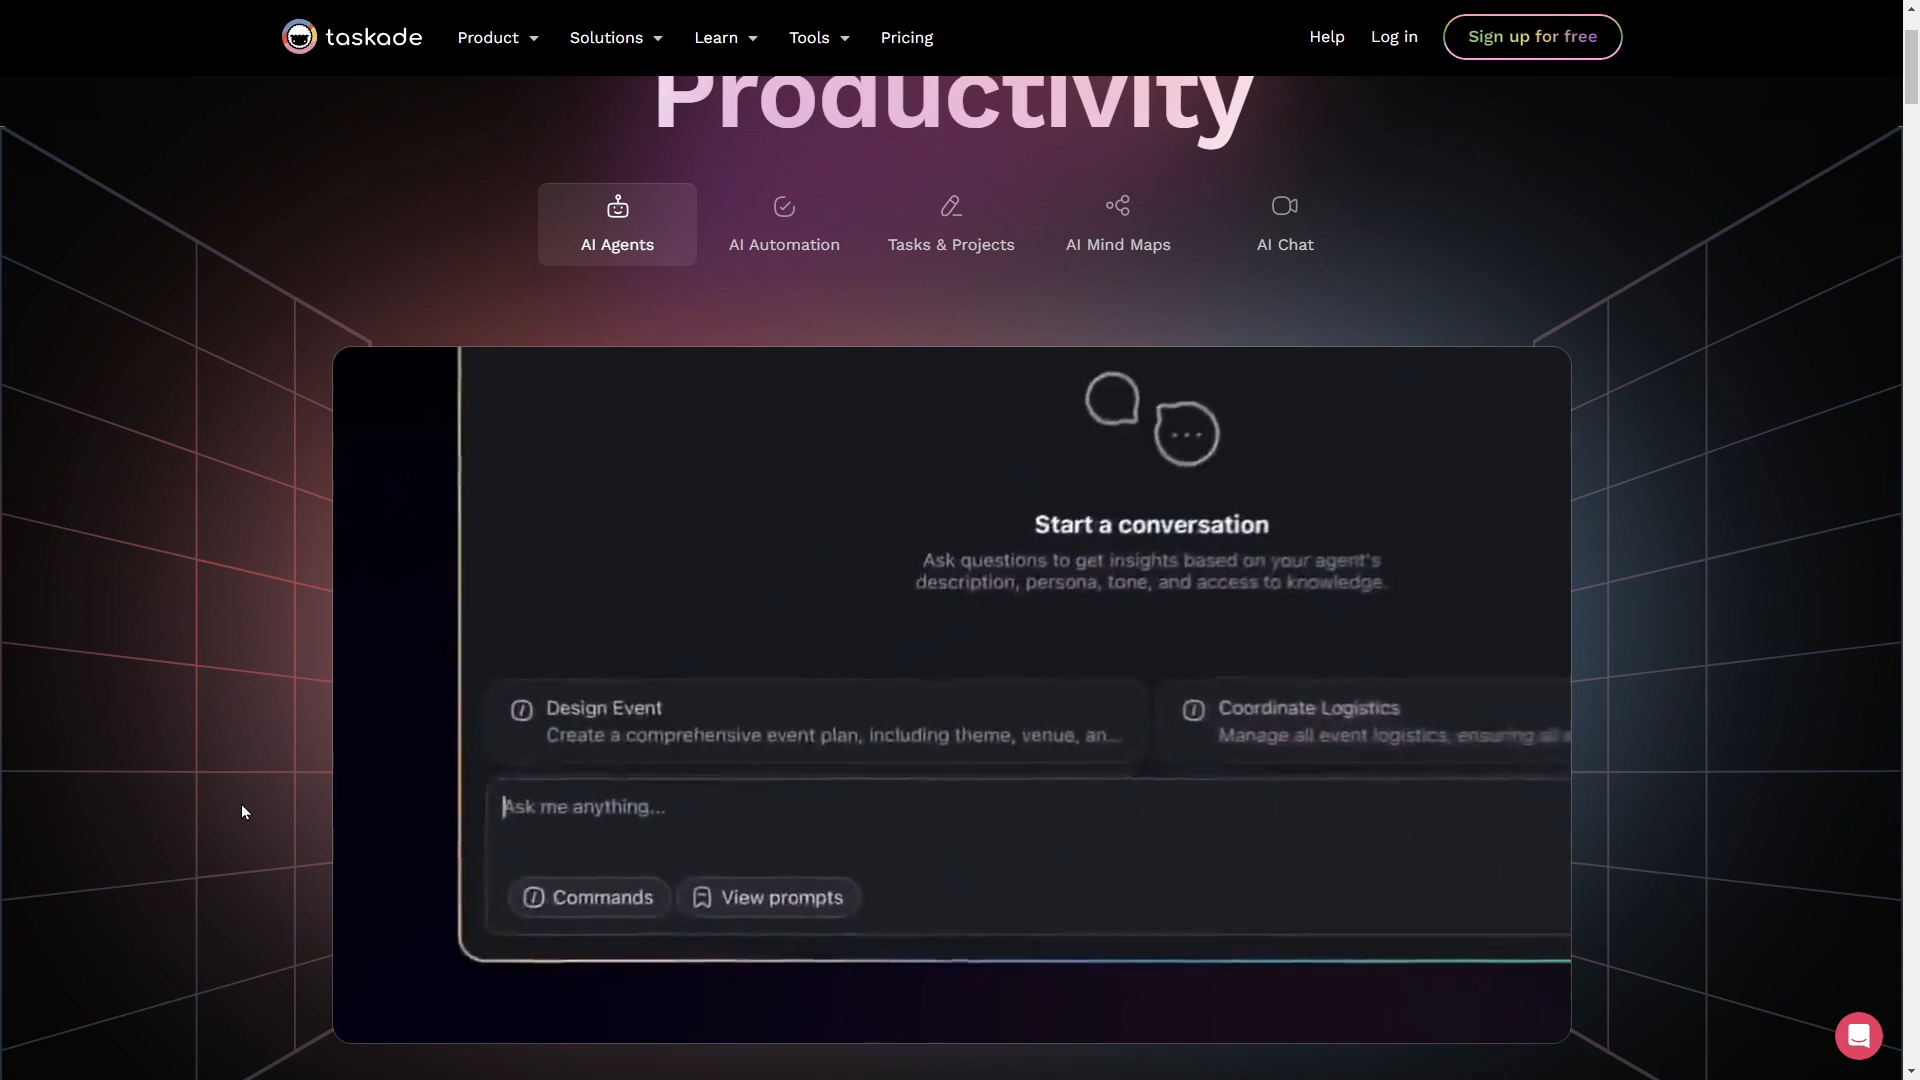 taskade
Product
Solutions
Learn
Tools
Pricing
Help
Log in
Sign up for free
Productivity
AI Agents
AI Automation
Tasks & Projects
AI Mind Maps
AI Chat
Start a conversation
Ask questions to get insights based on your agent's
description, persona, tone, and access to knowledge.
Design Event
Create a comprehensive event plan, including theme, venue, an...
Coordinate Logistics
Manage all event logistics, ensuring all
Ask me anything...
Commands
View prompts